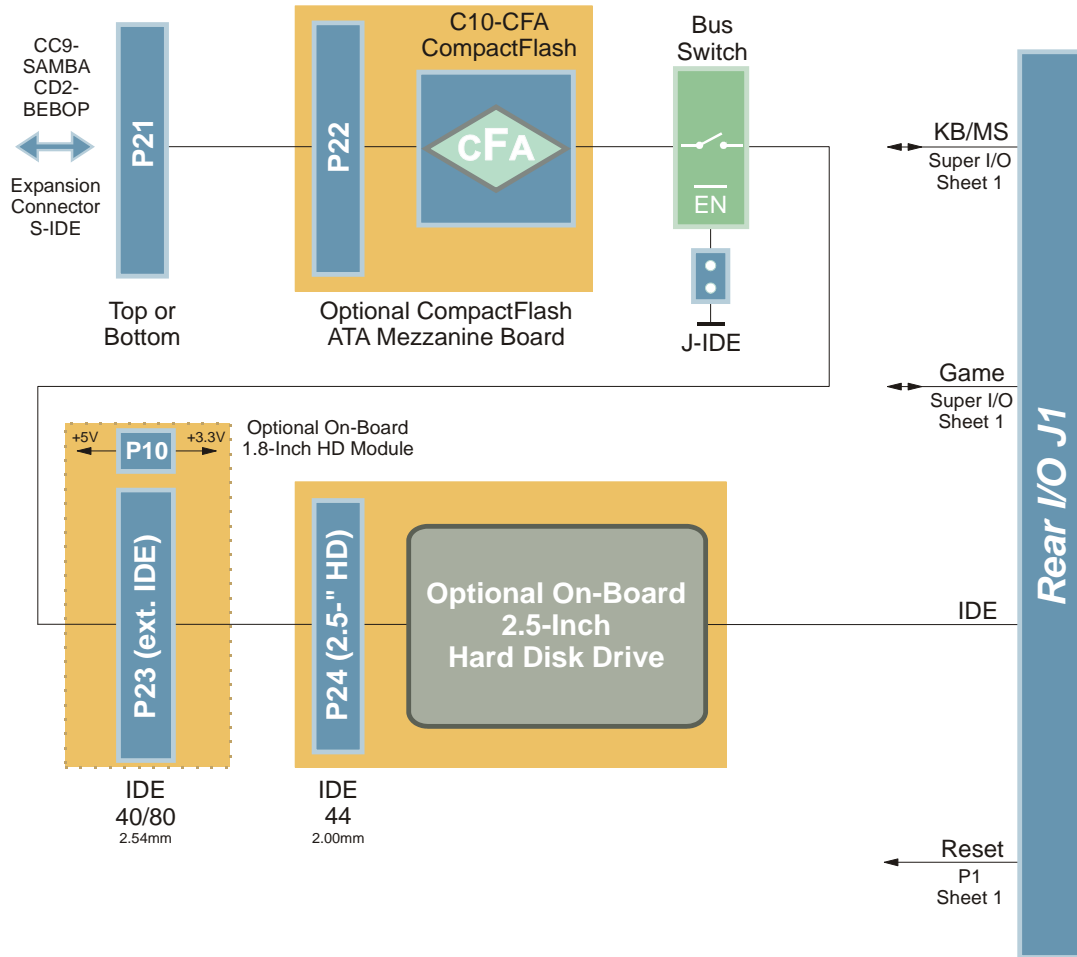 CC9-
SAMBA
CD2-
BEBOP
Expansion
Connector
S-IDE
P21
Top or
Bottom
C10-CFA
CompactFlash
P22
CFA
Optional CompactFlash
ATA Mezzanine Board
Bus
Switch
EN
J-IDE
KB/MS
Super I/O
Sheet 1
Game
Super I/O
Sheet 1
Rear I/O J1
+5V
P10
+3.3V
Optional On-Board
1.8-Inch HD Module
P23 (ext. IDE)
P24 (2.5-" HD)
Optional On-Board
2.5-Inch
Hard Disk Drive
IDE
IDE
40/80
2.54mm
IDE
44
2.00mm
Reset
P1
Sheet 1